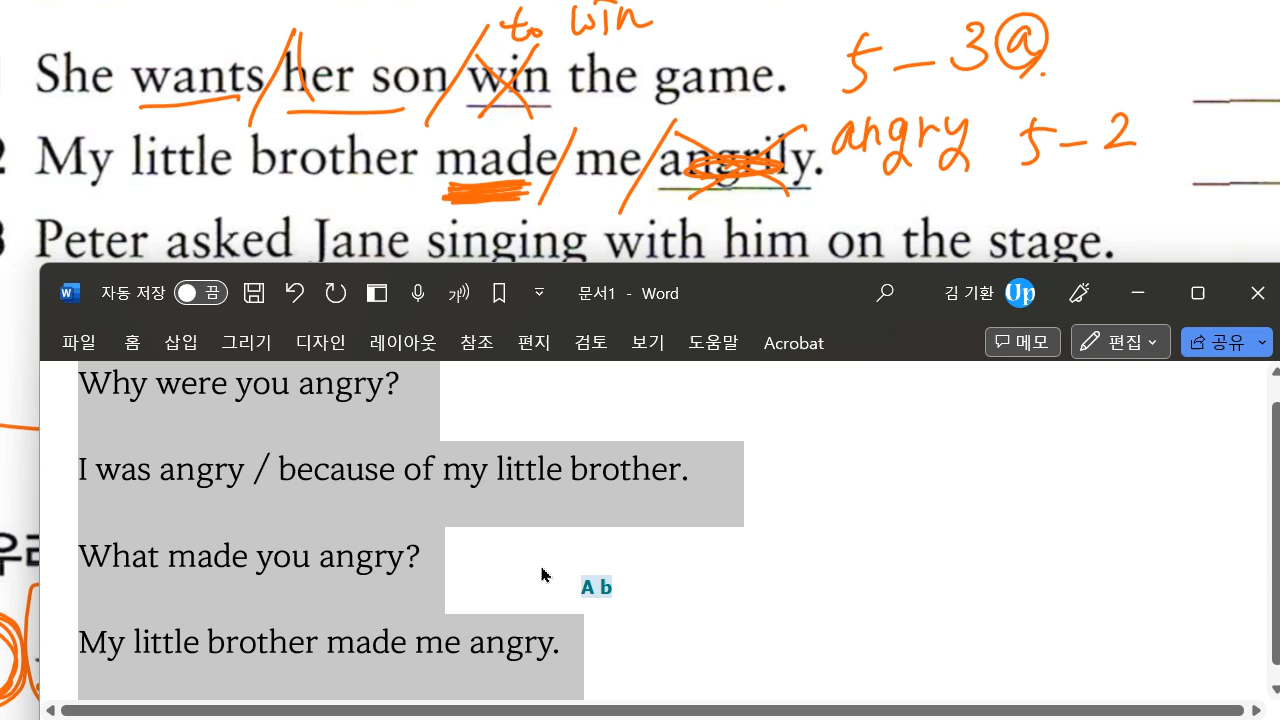 to win
She wants her son win the game. 5-3ⓐ.
2 My little brother made me angrily. angry 5-2
3 Peter asked Jane singing with him on the stage.
자동 저장 끔 가)) 문서1 - Word 김 기환 Up
파일 홈 삽입 그리기 디자인 레이아웃 참조 편지 검토 보기 도움말 Acrobat 메모 편집 공유
Why were you angry?
I was angry / because of my little brother.
What made you angry?
A b
My little brother made me angry.